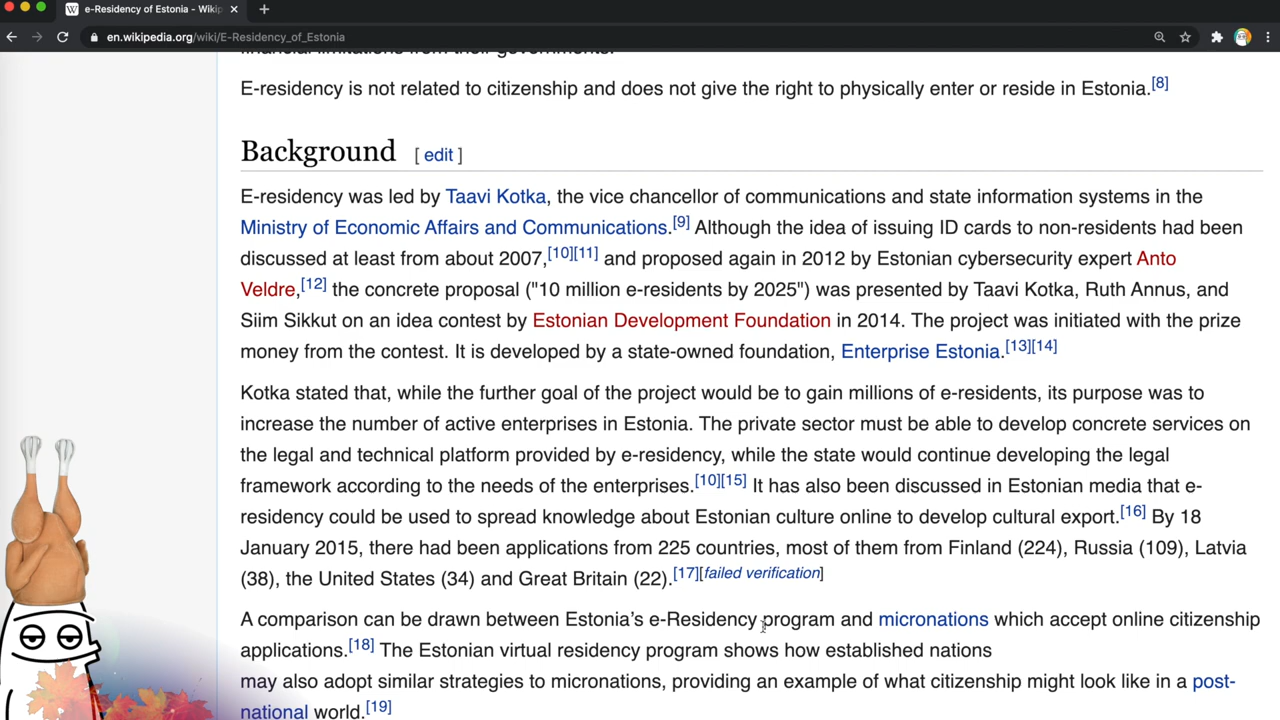 e-Residency of Estonia - Wikip
en.wikipedia.org/wiki/E-Residency_of_Estonia
financial limitations from their governments.
E-residency is not related to citizenship and does not give the right to physically enter or reside in Estonia.[8]
Background [ edit ]
E-residency was led by Taavi Kotka, the vice chancellor of communications and state information systems in the
Ministry of Economic Affairs and Communications.[9] Although the idea of issuing ID cards to non-residents had been
discussed at least from about 2007,[10][11] and proposed again in 2012 by Estonian cybersecurity expert Anto
Veldre,[12] the concrete proposal ("10 million e-residents by 2025") was presented by Taavi Kotka, Ruth Annus, and
Siim Sikkut on an idea contest by Estonian Development Foundation in 2014. The project was initiated with the prize
money from the contest. It is developed by a state-owned foundation, Enterprise Estonia.[13][14]
Kotka stated that, while the further goal of the project would be to gain millions of e-residents, its purpose was to
increase the number of active enterprises in Estonia. The private sector must be able to develop concrete services on
the legal and technical platform provided by e-residency, while the state would continue developing the legal
framework according to the needs of the enterprises.[10][15] It has also been discussed in Estonian media that e-
residency could be used to spread knowledge about Estonian culture online to develop cultural export.[16] By 18
January 2015, there had been applications from 225 countries, most of them from Finland (224), Russia (109), Latvia
(38), the United States (34) and Great Britain (22).[17][failed verification]
A comparison can be drawn between Estonia's e-Residency program and micronations which accept online citizenship
applications.[18] The Estonian virtual residency program shows how established nations
may also adopt similar strategies to micronations, providing an example of what citizenship might look like in a post-
national world.[19]